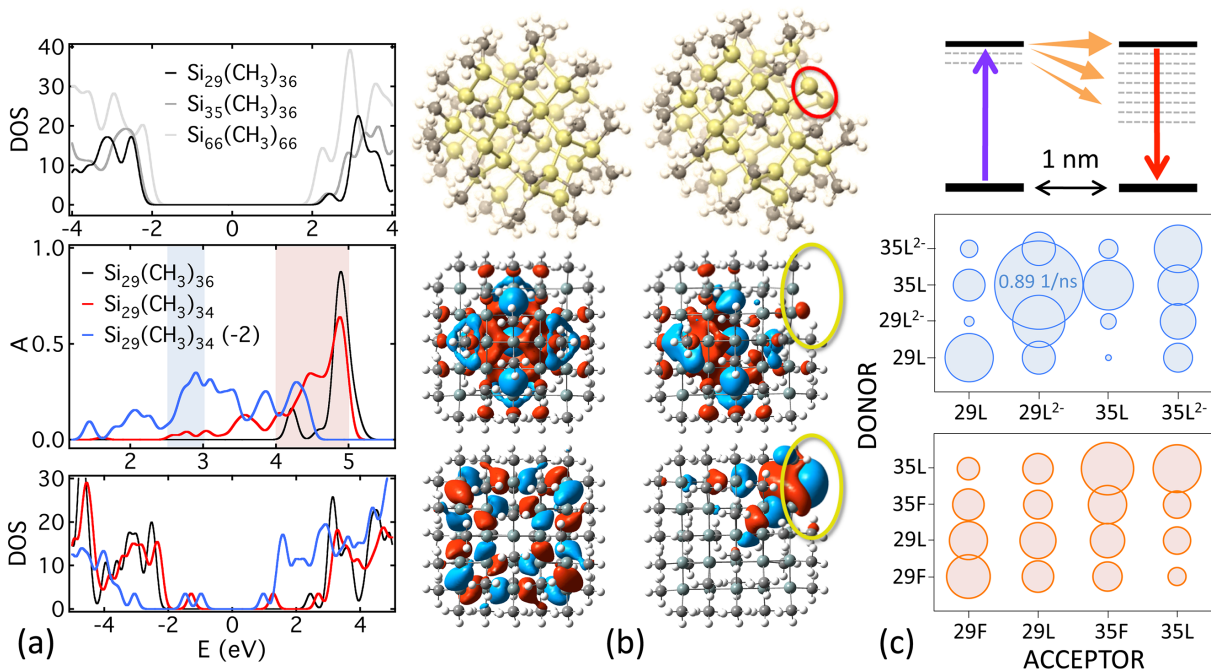 DOS
40
30
20
10
0
Si29(CH3)36
Si35(CH3)36
Si66(CH3)66
-4
-2
0
2
4
A
1.0
0.5
0.0
Si29(CH3)36
Si29(CH3)34
Si29(CH3)34 (-2)
2
3
4
5
DOS
30
20
10
0
-4
-2
0
2
4
E (eV)
(a)
(b)
1 nm
DONOR
35L2-
35L
29L2-
29L
0.89 1/ns
29L
29L2-
35L
35L2-
35L
35F
29L
29F
29F
29L
35F
35L
ACCEPTOR
(c)